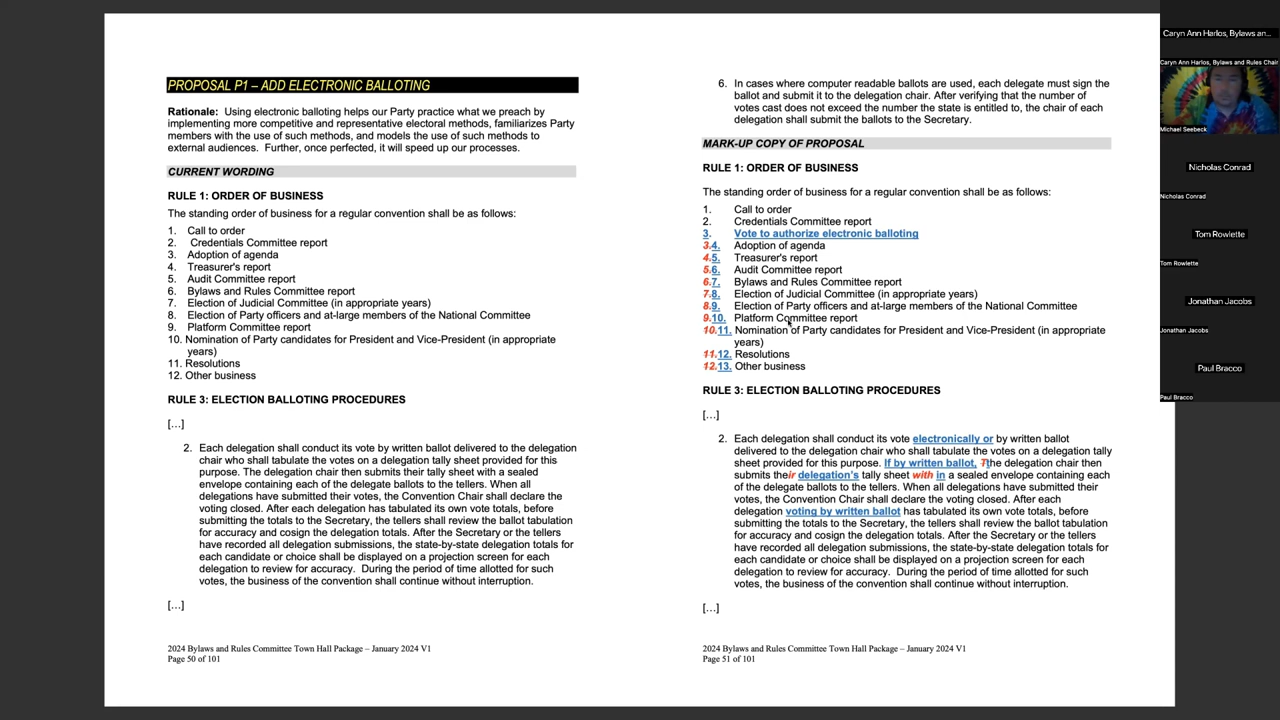 PROPOSAL P1 – ADD ELECTRONIC BALLOTING
Rationale: Using electronic balloting helps our Party practice what we preach by
implementing more competitive and representative electoral methods, familiarizes Party
members with the use of such methods, and models the use of such methods to
external audiences. Further, once perfected, it will speed up our processes.
CURRENT WORDING
RULE 1: ORDER OF BUSINESS
The standing order of business for a regular convention shall be as follows:
1. Call to order
2. Credentials Committee report
3. Adoption of agenda
4. Treasurer's report
5. Audit Committee report
6. Bylaws and Rules Committee report
7. Election of Judicial Committee (in appropriate years)
8. Election of Party officers and at-large members of the National Committee
9. Platform Committee report
10. Nomination of Party candidates for President and Vice-President (in appropriate
years)
11. Resolutions
12. Other business
RULE 3: ELECTION BALLOTING PROCEDURES
[…]
2. Each delegation shall conduct its vote by written ballot delivered to the delegation
chair who shall tabulate the votes on a delegation tally sheet provided for this
purpose. The delegation chair then submits their tally sheet with a sealed
envelope containing each of the delegate ballots to the tellers. When all
delegations have submitted their votes, the Convention Chair shall declare the
voting closed. After each delegation has tabulated its own vote totals, before
submitting the totals to the Secretary, the tellers shall review the ballot tabulation
for accuracy and cosign the delegation totals. After the Secretary or the tellers
have recorded all delegation submissions, the state-by-state delegation totals for
each candidate or choice shall be displayed on a projection screen for each
delegation to review for accuracy. During the period of time allotted for such
votes, the business of the convention shall continue without interruption.
[…]
2024 Bylaws and Rules Committee Town Hall Package – January 2024 V1
Page 50 of 101
6. In cases where computer readable ballots are used, each delegate must sign the
ballot and submit it to the delegation chair. After verifying that the number of
votes cast does not exceed the number the state is entitled to, the chair of each
delegation shall submit the ballots to the Secretary.
MARK-UP COPY OF PROPOSAL
RULE 1: ORDER OF BUSINESS
The standing order of business for a regular convention shall be as follows:
1. Call to order
2. Credentials Committee report
3. Vote to authorize electronic balloting
3.4. Adoption of agenda
4.5. Treasurer's report
5.6. Audit Committee report
6.7. Bylaws and Rules Committee report
7.8. Election of Judicial Committee (in appropriate years)
8.9. Election of Party officers and at-large members of the National Committee
9.10. Platform Committee report
10.11. Nomination of Party candidates for President and Vice-President (in appropriate
years)
11.12. Resolutions
12.13. Other business
RULE 3: ELECTION BALLOTING PROCEDURES
[…]
2. Each delegation shall conduct its vote electronically or by written ballot
delivered to the delegation chair who shall tabulate the votes on a delegation tally
sheet provided for this purpose. If by written ballot, Tthe delegation chair then
submits their delegation's tally sheet with in a sealed envelope containing each
of the delegate ballots to the tellers. When all delegations have submitted their
votes, the Convention Chair shall declare the voting closed. After each
delegation voting by written ballot has tabulated its own vote totals, before
submitting the totals to the Secretary, the tellers shall review the ballot tabulation
for accuracy and cosign the delegation totals. After the Secretary or the tellers
have recorded all delegation submissions, the state-by-state delegation totals for
each candidate or choice shall be displayed on a projection screen for each
delegation to review for accuracy. During the period of time allotted for such
votes, the business of the convention shall continue without interruption.
[…]
2024 Bylaws and Rules Committee Town Hall Package – January 2024 V1
Page 51 of 101
Caryn Ann Harlos, Bylaws an...
Caryn Ann Harlos, Bylaws and Rules Chair
Michael Seebeck
Nicholas Conrad
Nicholas Conrad
Tom Rowlette
Tom Rowlette
Jonathan Jacobs
Jonathan Jacobs
Paul Bracco
Paul Bracco